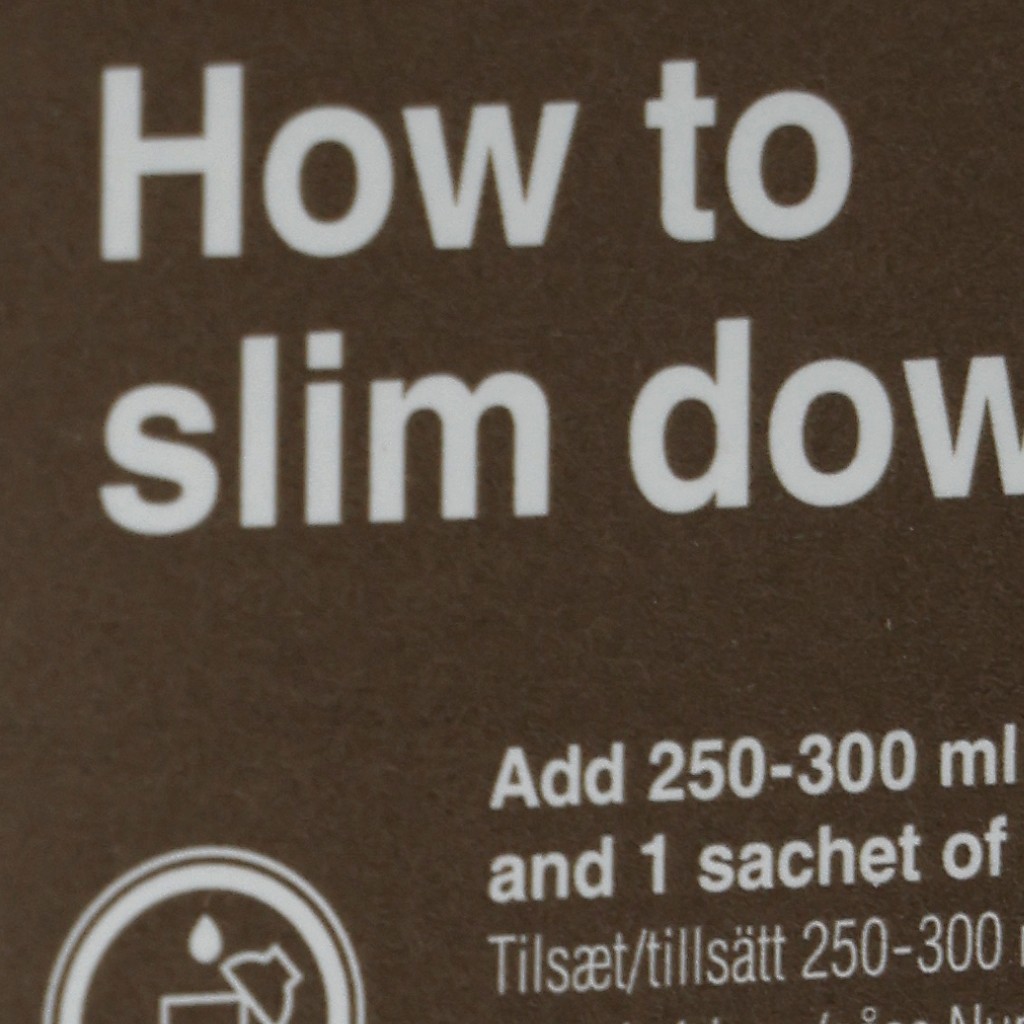 How to
slim dow
Add 250-300 ml
and 1 sachet of
Tilsæt/tillsätt 250-300